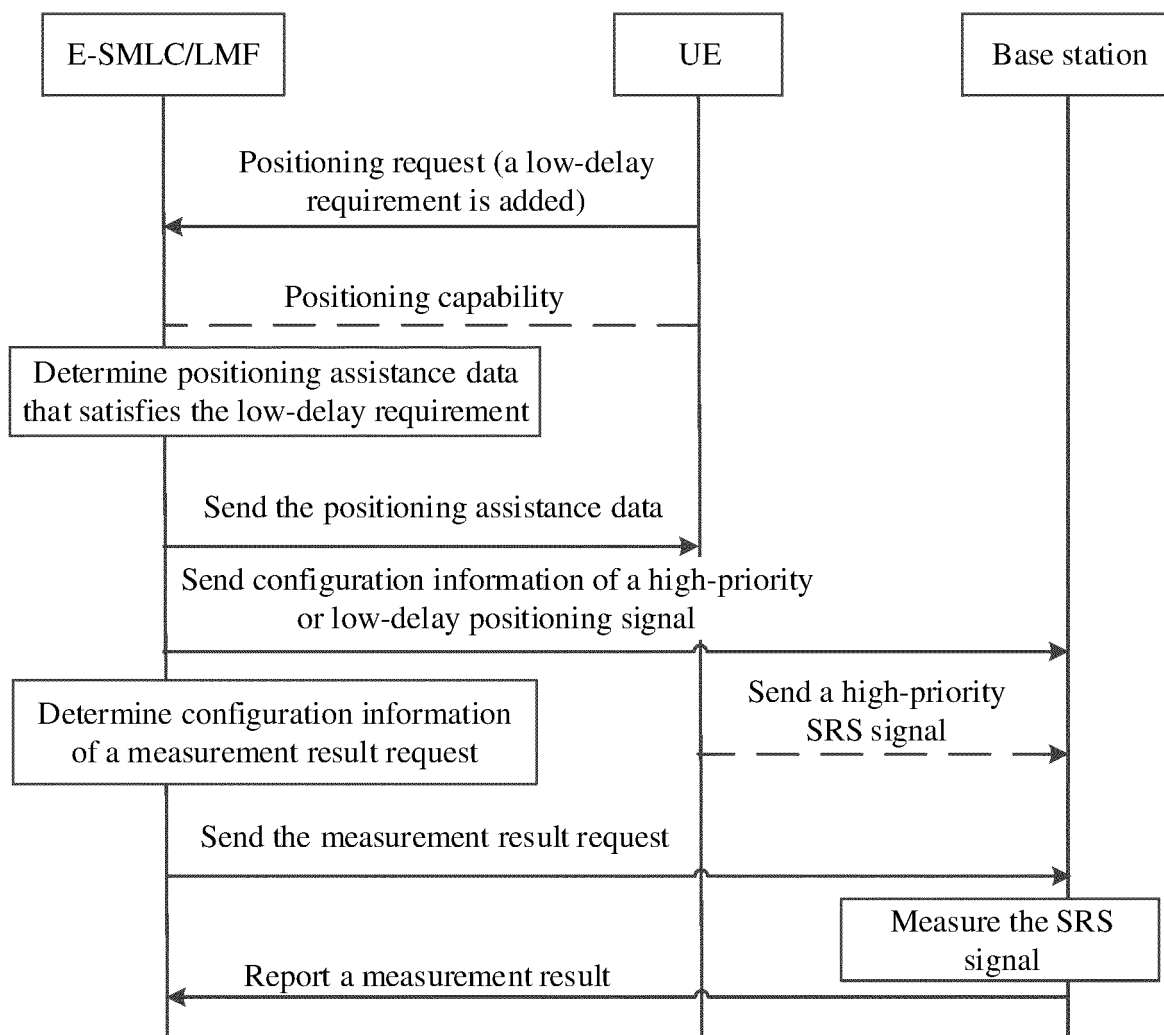 E-SMLC/LMF
UE
Base station
Positioning request (a low-delay
requirement is added)
Positioning capability
Determine positioning assistance data
that satisfies the low-delay requirement
Send the positioning assistance data
Send configuration information of a high-priority
or low-delay positioning signal
Determine configuration information
of a measurement result request
Send a high-priority
SRS signal
Send the measurement result request
Measure the SRS
signal
Report a measurement result